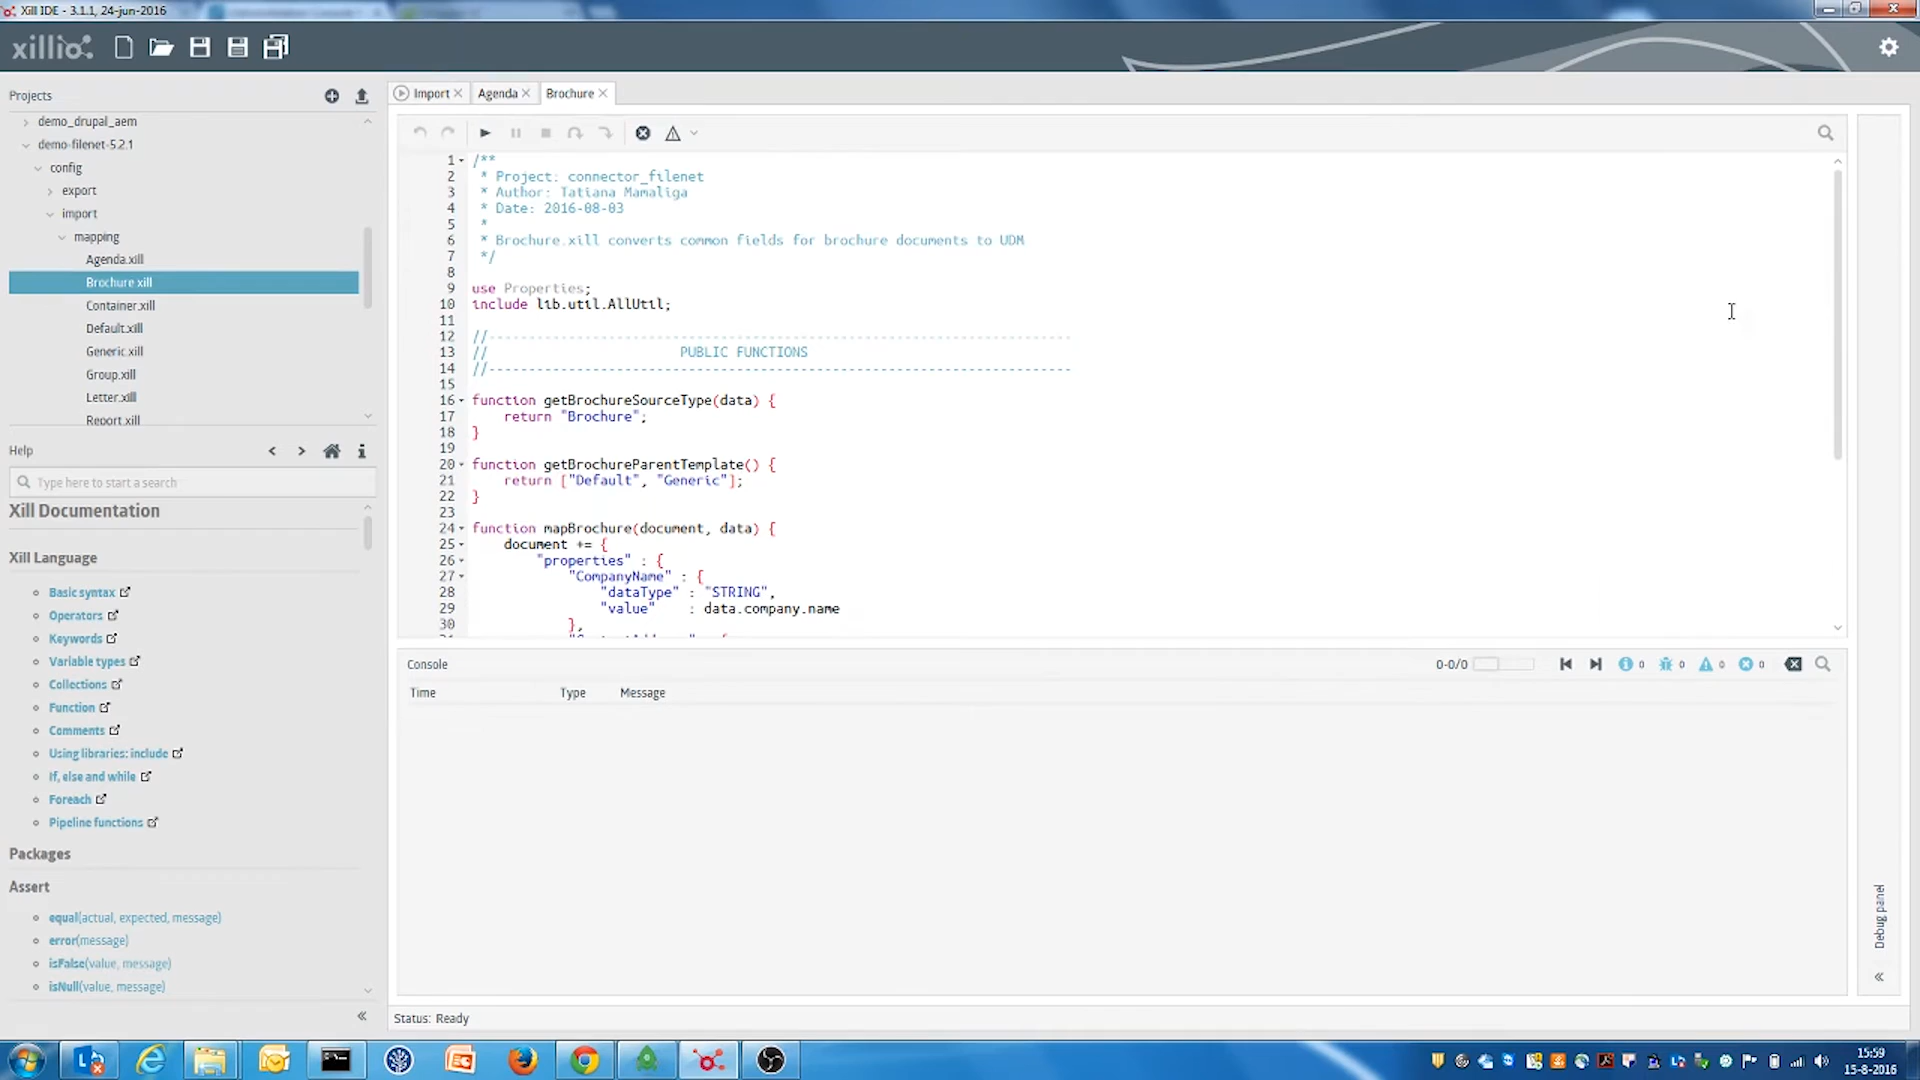 Xill IDE - 3.1.1, 24-jun-2016
xillio
Projects
demo_drupal_aem
demo-filenet-5.2.1
config
export
import
mapping
Agenda.xill
Brochure.xill
Container.xill
Default.xill
Generic.xill
Group.xill
Letter.xill
Report.xill
Help
Type here to start a search
Xill Documentation
Xill Language
Basic syntax
Operators
Keywords
Variable types
Collections
Function
Comments
Using libraries: include
If, else and while
Foreach
Pipeline functions
Packages
Assert
equal(actual, expected, message)
error(message)
isFalse(value, message)
isNull(value, message)
Import Agenda Brochure
1 /**
2 * Project: connector_filenet
3 * Author: Tatiana Mamaliga
4 * Date: 2016-08-03
5 *
6 * Brochure.xill converts common fields for brochure documents to UDM
7 */
8
9 use Properties;
10 include lib.util.AllUtil;
11
12 //-------------------------------------------------------------------------
13 // PUBLIC FUNCTIONS
14 //-------------------------------------------------------------------------
15
16 function getBrochureSourceType(data) {
17 return "Brochure";
18 }
19
20 function getBrochureParentTemplate() {
21 return ["Default", "Generic"];
22 }
23
24 function mapBrochure(document, data) {
25 document += {
26 "properties" : {
27 "CompanyName" : {
28 "dataType" : "STRING",
29 "value" : data.company.name
30 },
Console
0-0/0 0 0 0 0
Time Type Message
Debug panel
Status: Ready
15:59
15-8-2016